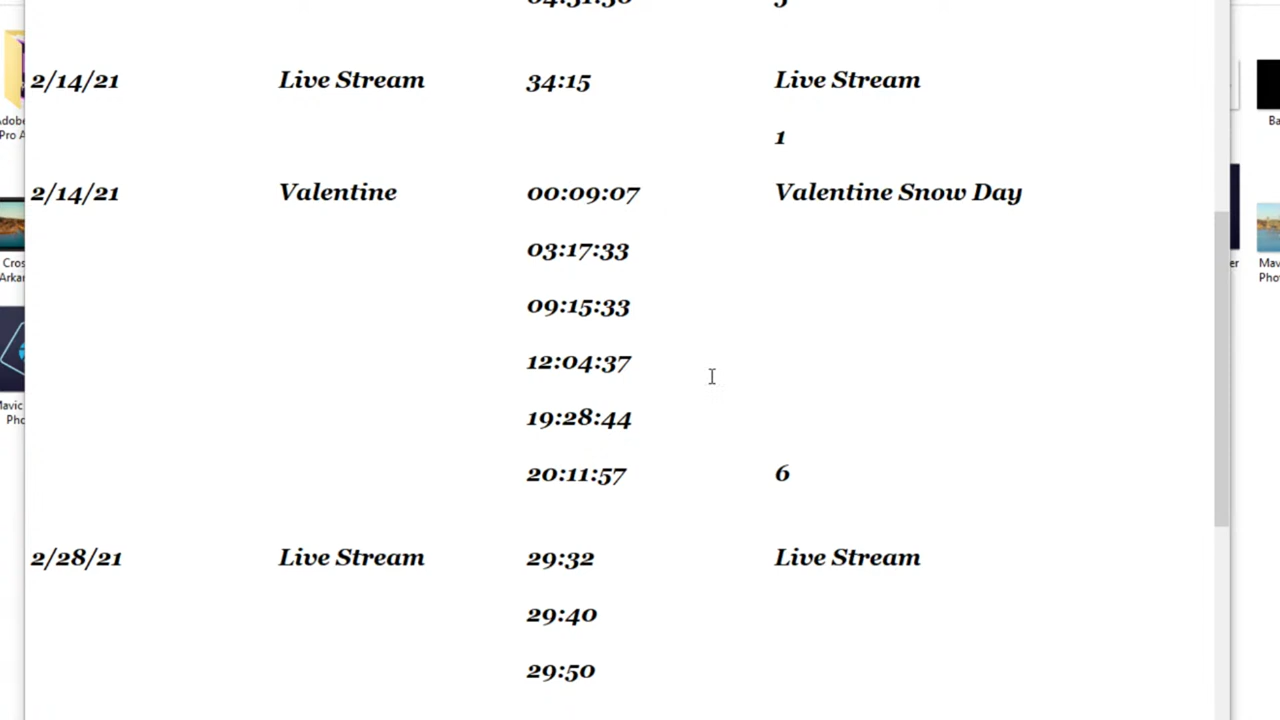 2/14/21 Live Stream 34:15 Live Stream
1
2/14/21 Valentine 00:09:07 Valentine Snow Day
03:17:33
09:15:33
12:04:37
19:28:44
20:11:57 6
2/28/21 Live Stream 29:32 Live Stream
29:40
29:50